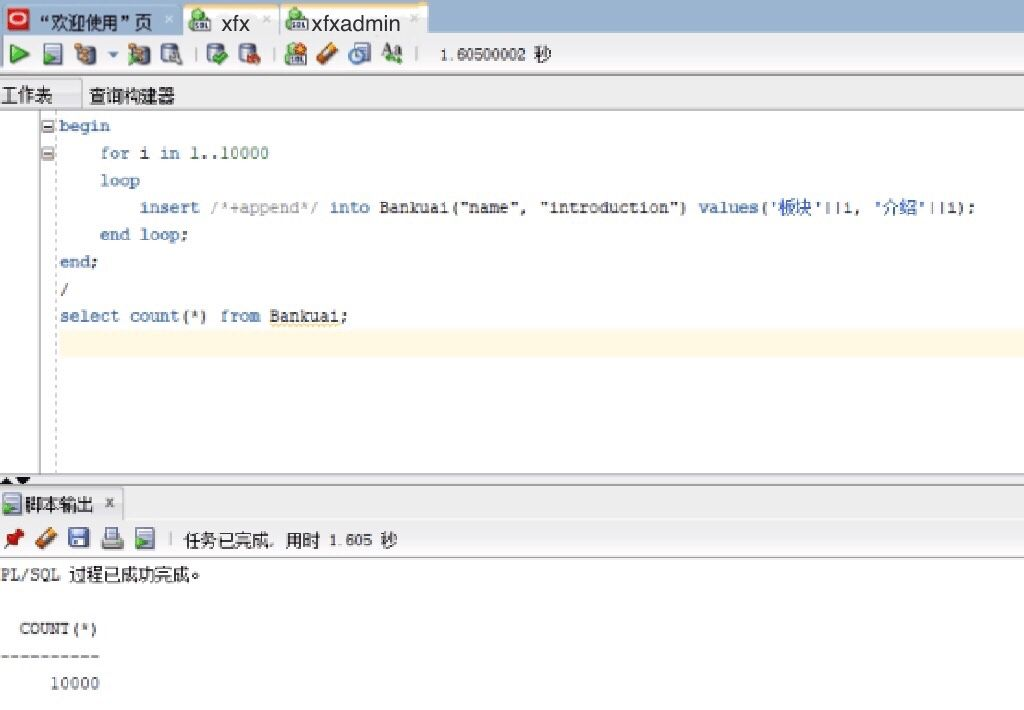 “欢迎使用”页 xfx xfxadmin
1.60500002 秒
工作表 查询构建器
begin
for i in 1..10000
loop
insert /*+append*/ into Bankuai("name", "introduction") values('板块'||i, '介绍'||i);
end loop;
end;
/
select count(*) from Bankuai;
脚本输出
任务已完成, 用时 1.605 秒
PL/SQL 过程已成功完成。
COUNT(*)
----------
10000